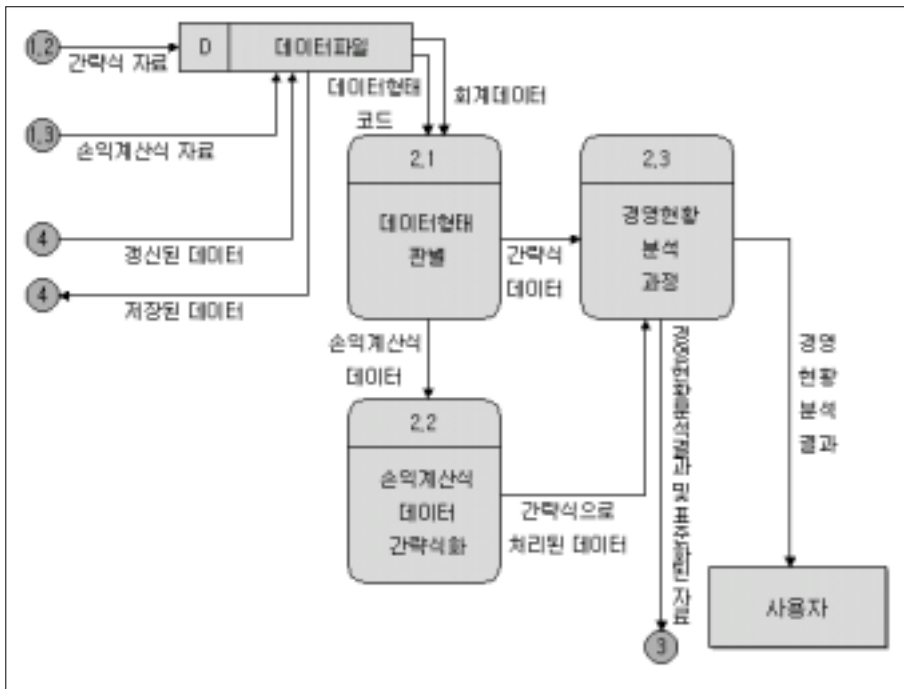 1.2
D
데이터파일
간략식 자료
데이터형태
코드
회계데이터
1.3
손익계산식 자료
2.1
데이터형태
판별
2.3
경영현황
분석
과정
4
갱신된 데이터
간략식
데이터
4
저장된 데이터
손익계산식
데이터
경영
현황
분석
결과
2.2
손익계산식
데이터
간략식화
간략식으로
처리된 데이터
경영현황분석결과 및 표준출력된 자료
사용자
3